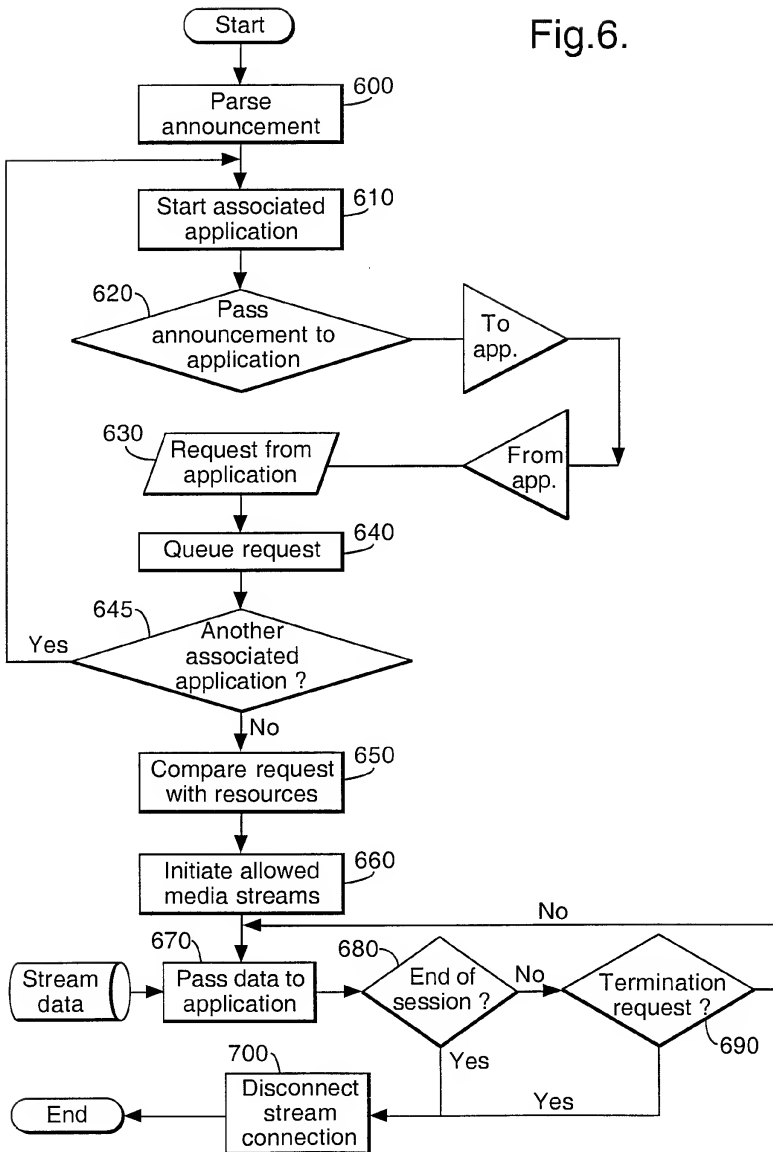 Start
Fig.6.
Parse
announcement
600
Start associated
application
610
620
Pass
announcement to
application
To
app.
630
Request from
application
From
app.
Queue request
640
645
Another
associated
application ?
Yes
No
Compare request
with resources
650
Initiate allowed
media streams
660
No
Stream
data
670
Pass data to
application
680
End of
session ?
No
Termination
request ?
690
Yes
Yes
700
Disconnect
stream
connection
End